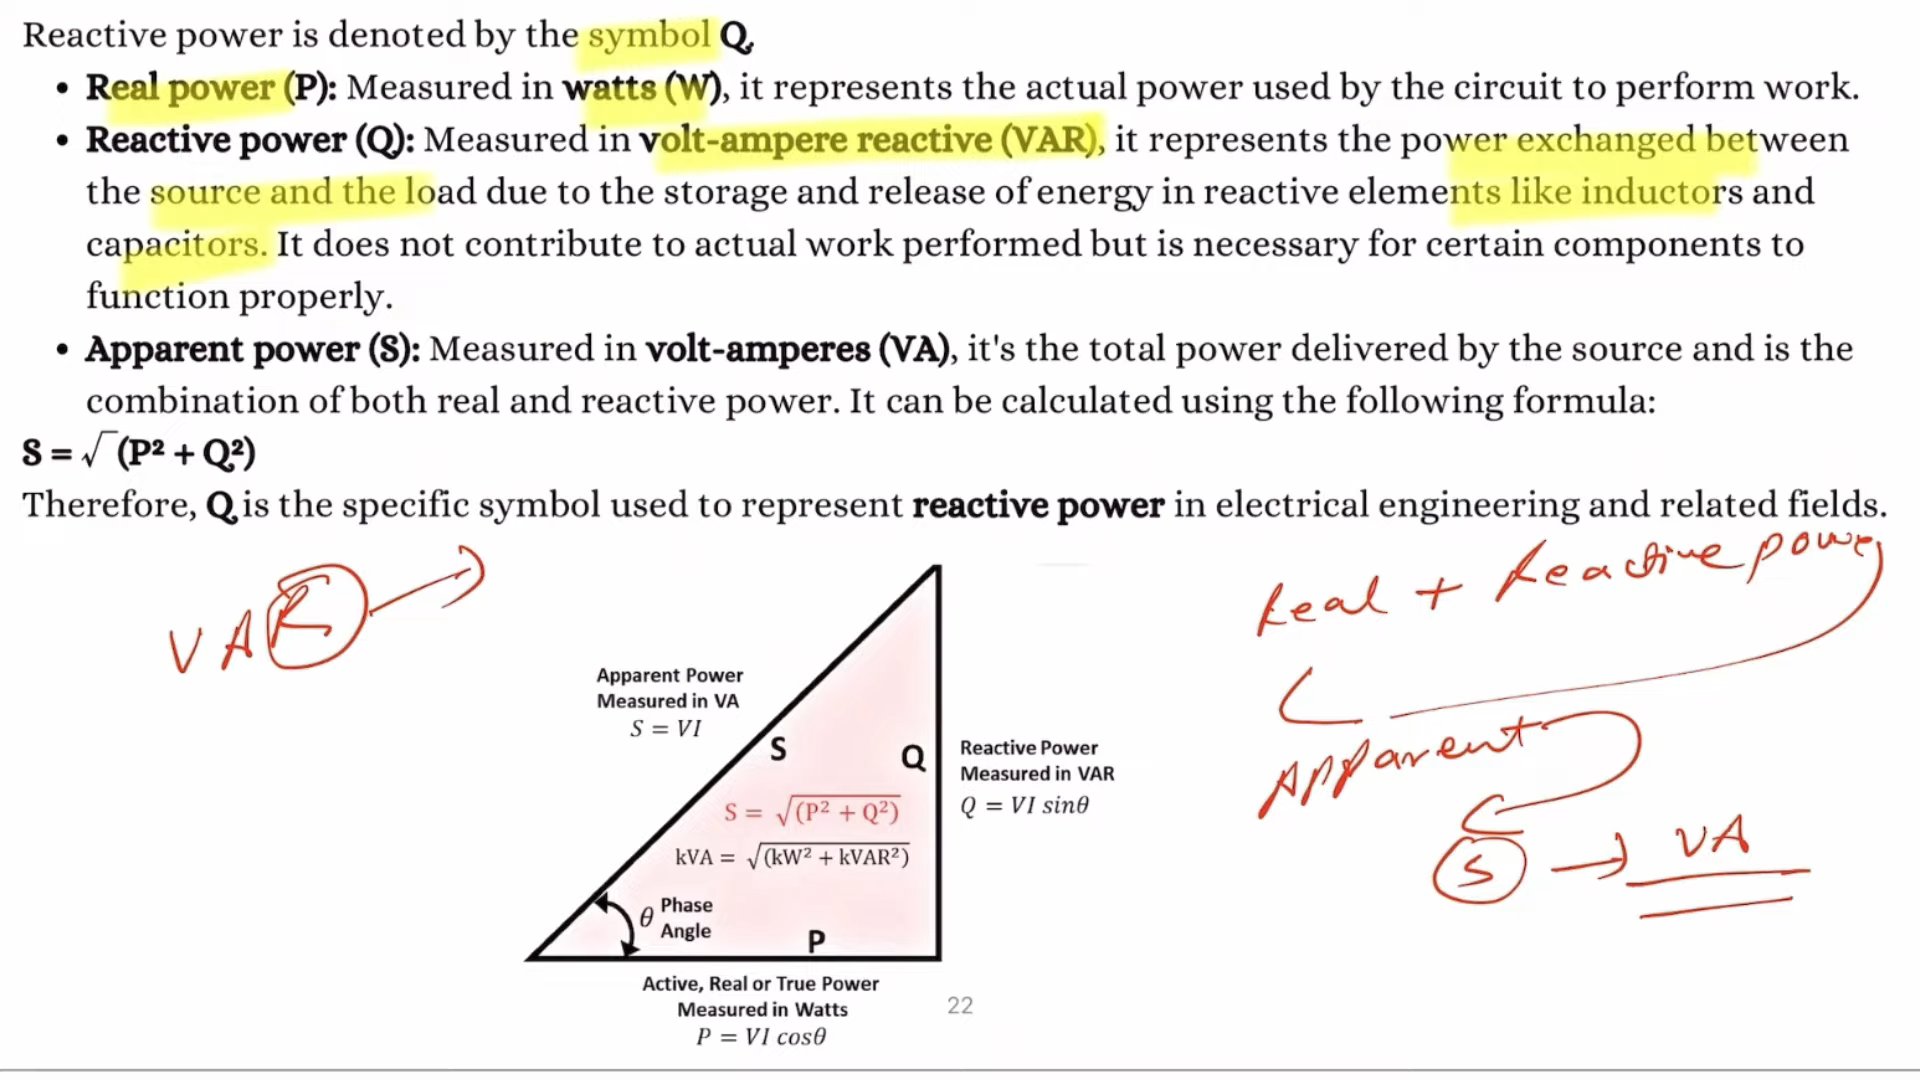 Reactive power is denoted by the symbol Q.
• Real power (P): Measured in watts (W), it represents the actual power used by the circuit to perform work.
• Reactive power (Q): Measured in volt-ampere reactive (VAR), it represents the power exchanged between
the source and the load due to the storage and release of energy in reactive elements like inductors and
capacitors. It does not contribute to actual work performed but is necessary for certain components to
function properly.
• Apparent power (S): Measured in volt-amperes (VA), it's the total power delivered by the source and is the
combination of both real and reactive power. It can be calculated using the following formula:
S = √(P² + Q²)
Therefore, Q is the specific symbol used to represent reactive power in electrical engineering and related fields.
VAR
Real + Reactive power
Apparent
S → VA
Apparent Power
Measured in VA
S = VI
S
Q
Reactive Power
Measured in VAR
Q = VI sinθ
S = √(P² + Q²)
kVA = √(kW² + kVAR²)
θ Phase
Angle
P
Active, Real or True Power
Measured in Watts
P = VI cosθ
22